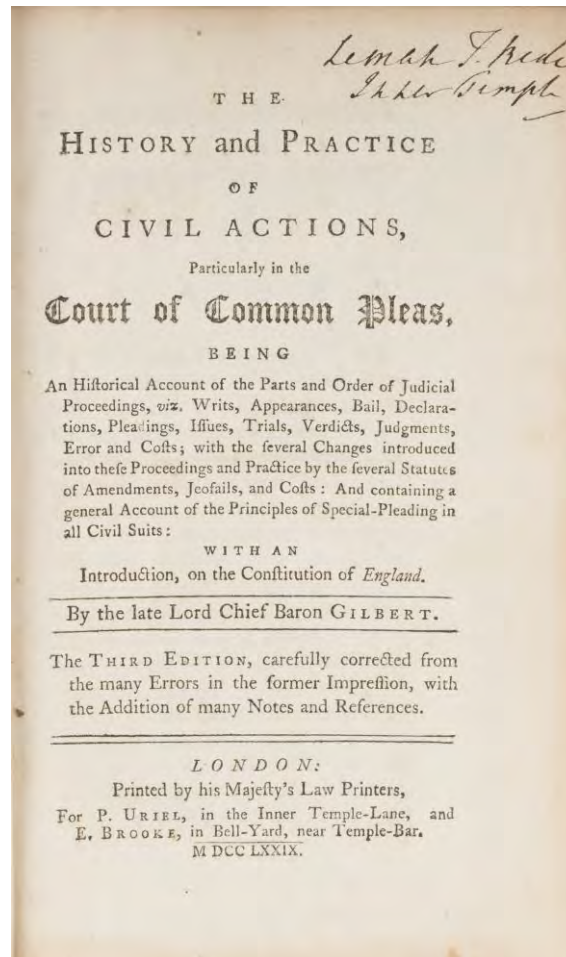 Leman T. Rede
Inner Temple
THE
HISTORY and PRACTICE
OF
CIVIL ACTIONS,
Particularly in the
Court of Common Pleas,
BEING
An Hiſtorical Account of the Parts and Order of Judicial
Proceedings, viz. Writs, Appearances, Bail, Declara-
tions, Pleadings, Iſſues, Trials, Verdicts, Judgments,
Error and Coſts; with the ſeveral Changes introduced
into theſe Proceedings and Practice by the ſeveral Statutes
of Amendments, Jeofails, and Coſts: And containing a
general Account of the Principles of Special-Pleading in
all Civil Suits:
WITH AN
Introduction, on the Conſtitution of England.
By the late Lord Chief Baron GILBERT.
The THIRD EDITION, carefully corrected from
the many Errors in the former Impreſſion, with
the Addition of many Notes and References.
LONDON:
Printed by his Majeſty's Law Printers,
For P. URIEL, in the Inner Temple-Lane, and
E. BROOKE, in Bell-Yard, near Temple-Bar.
M DCC LXXIX.